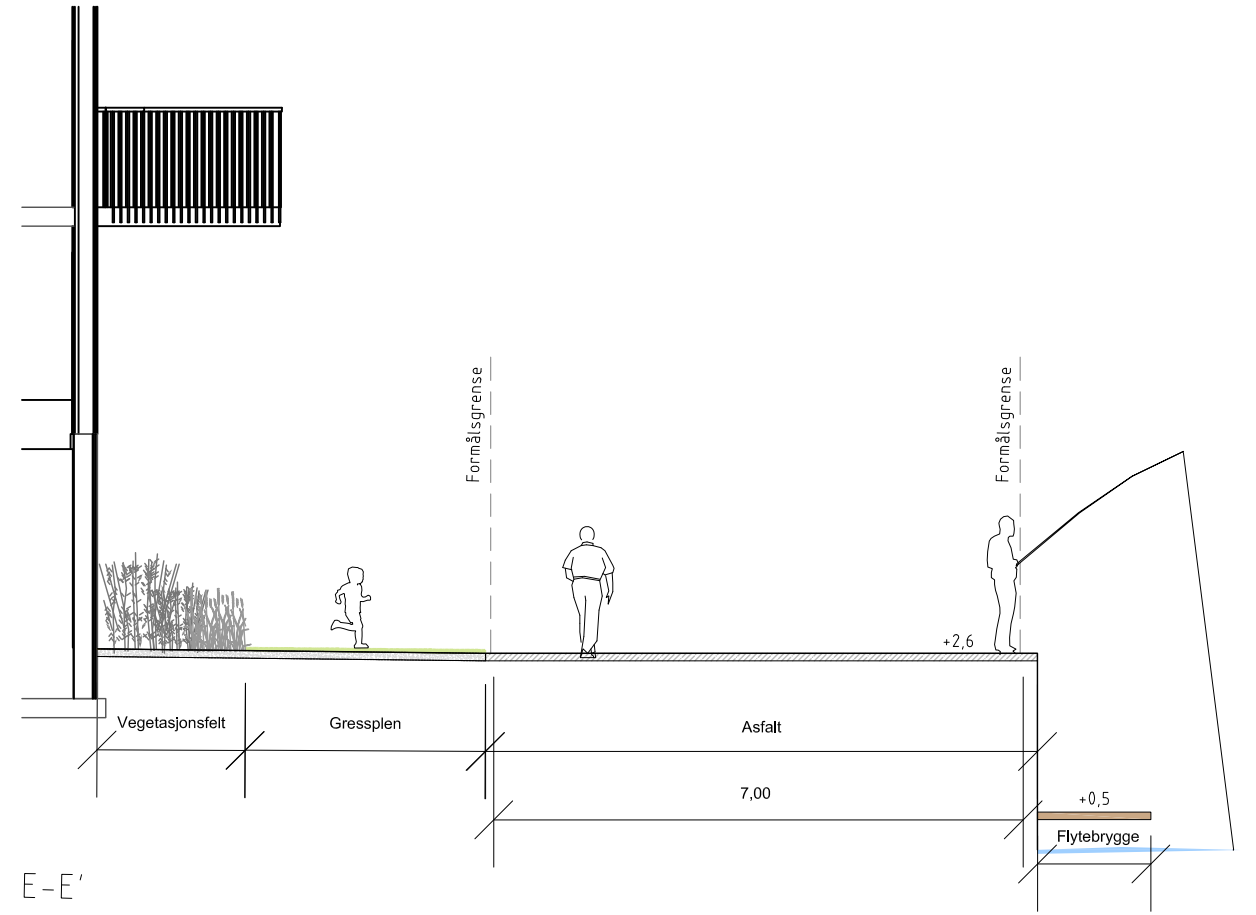 Formålsgrense
Formålsgrense
+2,6
Vegetasjonsfelt
Gressplen
Asfalt
7,00
+0,5
Flytebrygge
E-E'